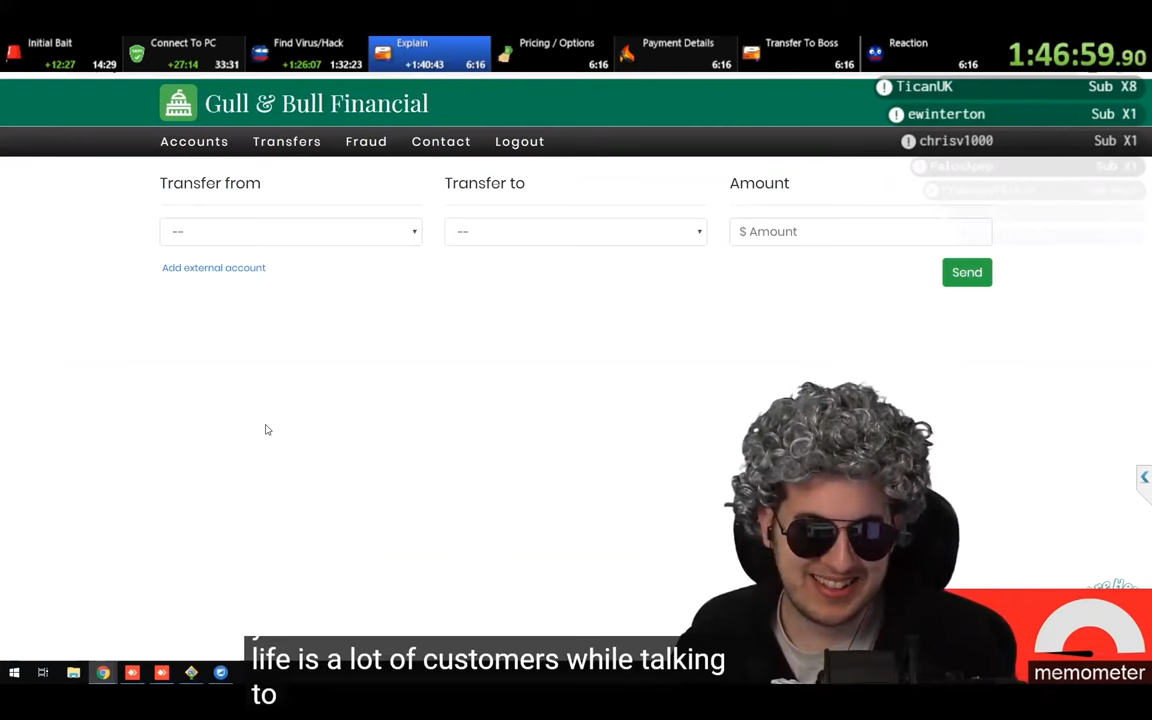 Initial Bait
+12:27 14:29
Connect To PC
+27:14 33:31
Find Virus/Hack
+1:26:07 1:32:23
Explain
+1:40:43 6:16
Pricing / Options
6:16
Payment Details
6:16
Transfer To Boss
6:16
Reaction
6:16
1:46:59.90
TicanUK Sub X8
ewinterton Sub X1
chrisv1000 Sub X1
Sub X1
Gull & Bull Financial
Accounts Transfers Fraud Contact Logout
Transfer from Transfer to Amount
-- -- $ Amount
Add external account
Send
life is a lot of customers while talking
to
memometer